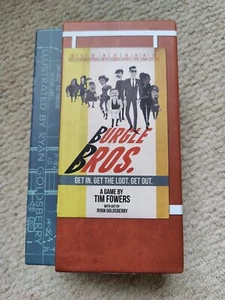 ILLUSTRATED BY RYAN GOLDSBERRY
BURGLE
BROS.
GET IN. GET THE LOOT. GET OUT.
A GAME BY
TIM FOWERS
WITH ART BY
RYAN GOLDSBERRY